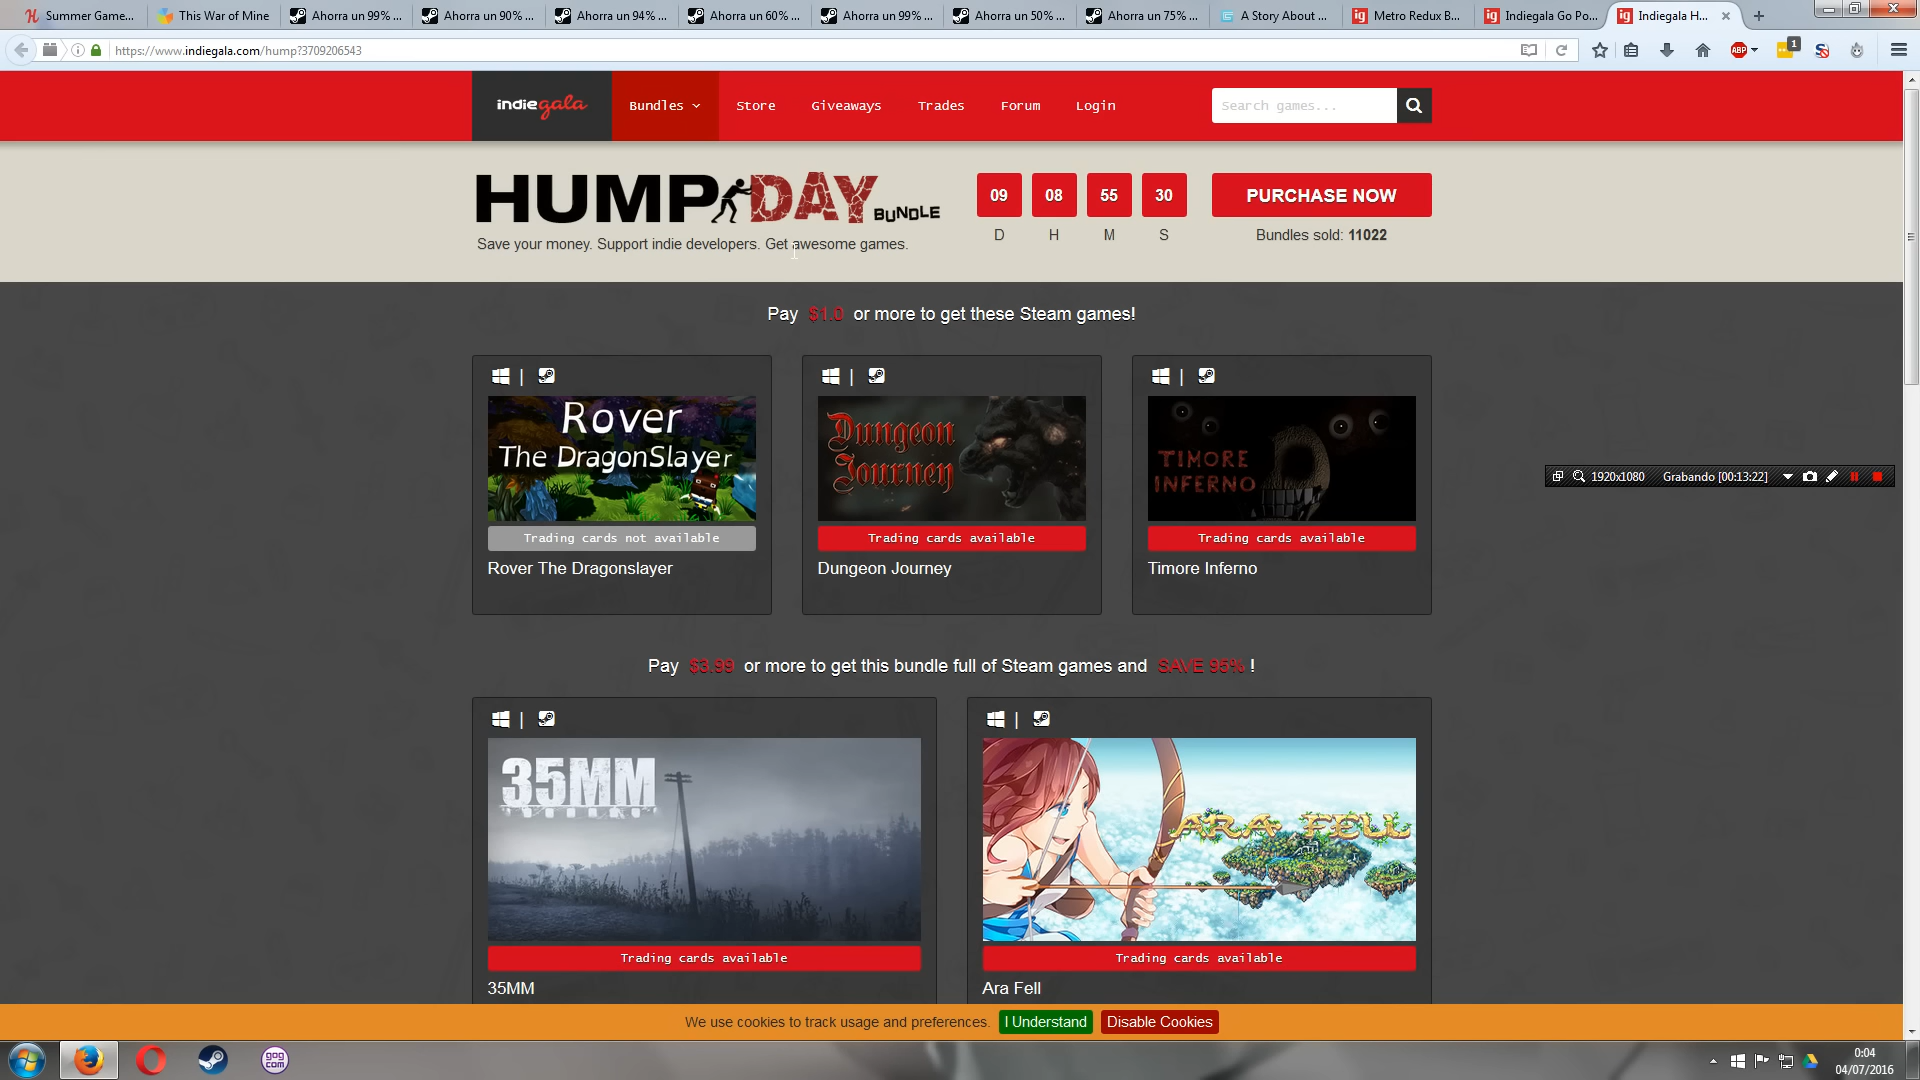 Summer Game...
This War of Mine
Ahorra un 99% ...
Ahorra un 90% ...
Ahorra un 94% ...
Ahorra un 60% ...
Ahorra un 99% ...
Ahorra un 50% ...
Ahorra un 75% ...
A Story About ...
Metro Redux B...
Indiegala Go Po...
Indiegala H...
https://www.indiegala.com/hump?3709206543
ABP
1
indiegala
Bundles
Store
Giveaways
Trades
Forum
Login
Search games...
HUMP DAY BUNDLE
Save your money. Support indie developers. Get awesome games.
09 08 55 30
D H M S
PURCHASE NOW
Bundles sold: 11022
Pay $1.0 or more to get these Steam games!
Rover
The DragonSlayer
Trading cards not available
Rover The Dragonslayer
Dungeon
Journey
Trading cards available
Dungeon Journey
TIMORE
INFERNO
Trading cards available
Timore Inferno
1920x1080 Grabando [00:13:22]
Pay $3.99 or more to get this bundle full of Steam games and SAVE 95% !
35MM
Trading cards available
35MM
ARA FELL
Trading cards available
Ara Fell
We use cookies to track usage and preferences. I Understand Disable Cookies
gog
com
0:04
04/07/2016